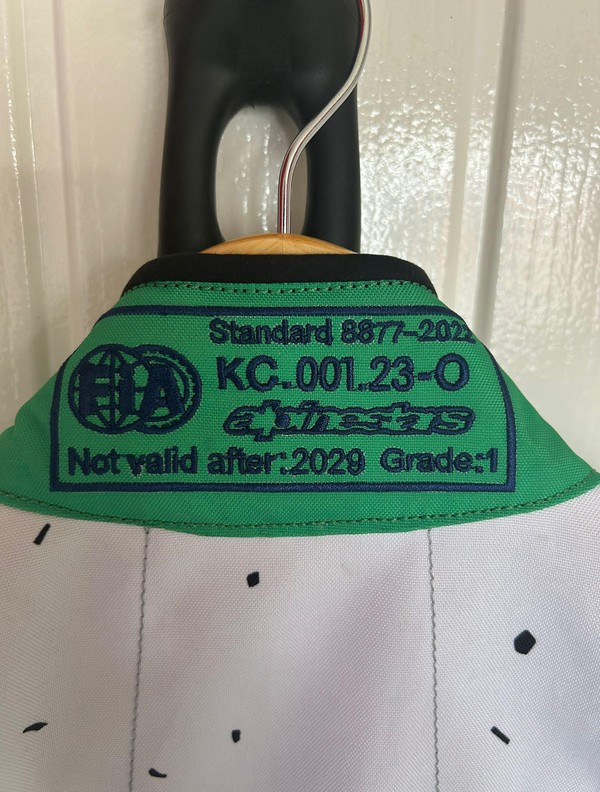 Standard 8877-2022
FIA
KC.001.23-O
alpinestars
Not valid after:2029 Grade:1